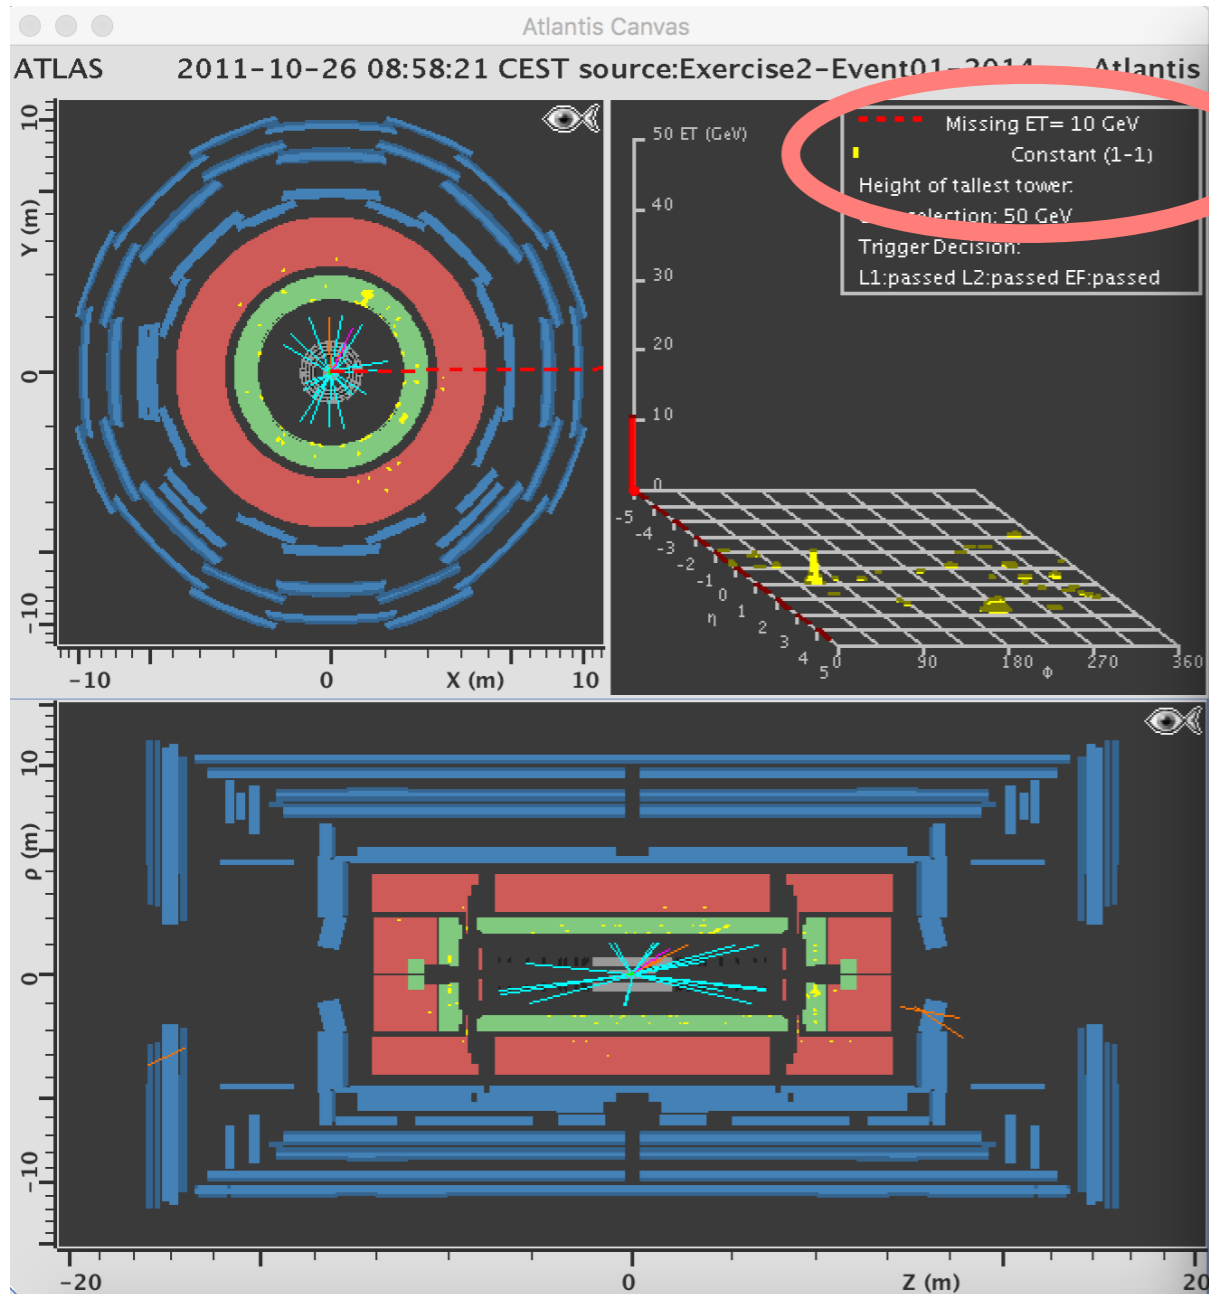 Atlantis Canvas
ATLAS 2011-10-26 08:58:21 CEST source:Exercise2-Event01-2014 Atlantis
10
0
-10
Y (m)
-10 0 X (m) 10
Missing ET= 10 GeV
Constant (1-1)
Height of tallest tower:
selection: 50 GeV
Trigger Decision:
L1:passed L2:passed EF:passed
50 ET (GeV)
40
30
20
10
0
-5
-4
-3
-2
-1
0
1
2
3
4
5
η
0 90 180 270 360
Φ
10
ρ (m)
0
-10
-20 0 Z (m) 20